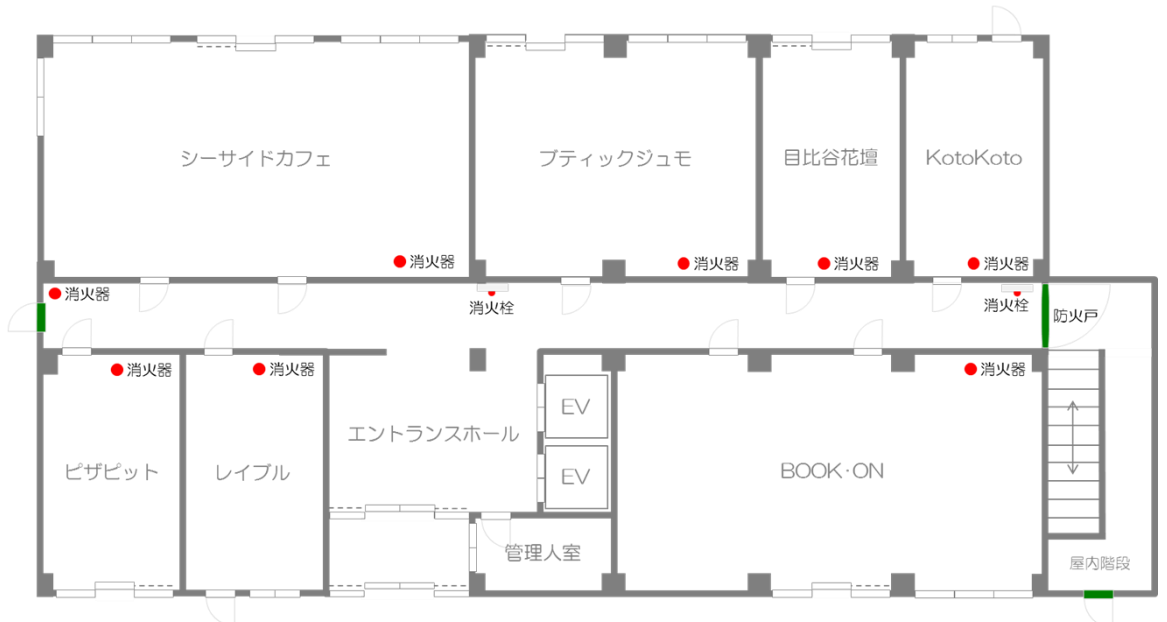 シーサイドカフェ
ブティックジュモ
目比谷花壇
KotoKoto
消火器
消火器
消火器
消火器
消火器
消火栓
消火栓
防火戸
消火器
消火器
消火器
EV
エントランスホール
ピザピット
レイブル
EV
BOOK・ON
管理人室
屋内階段